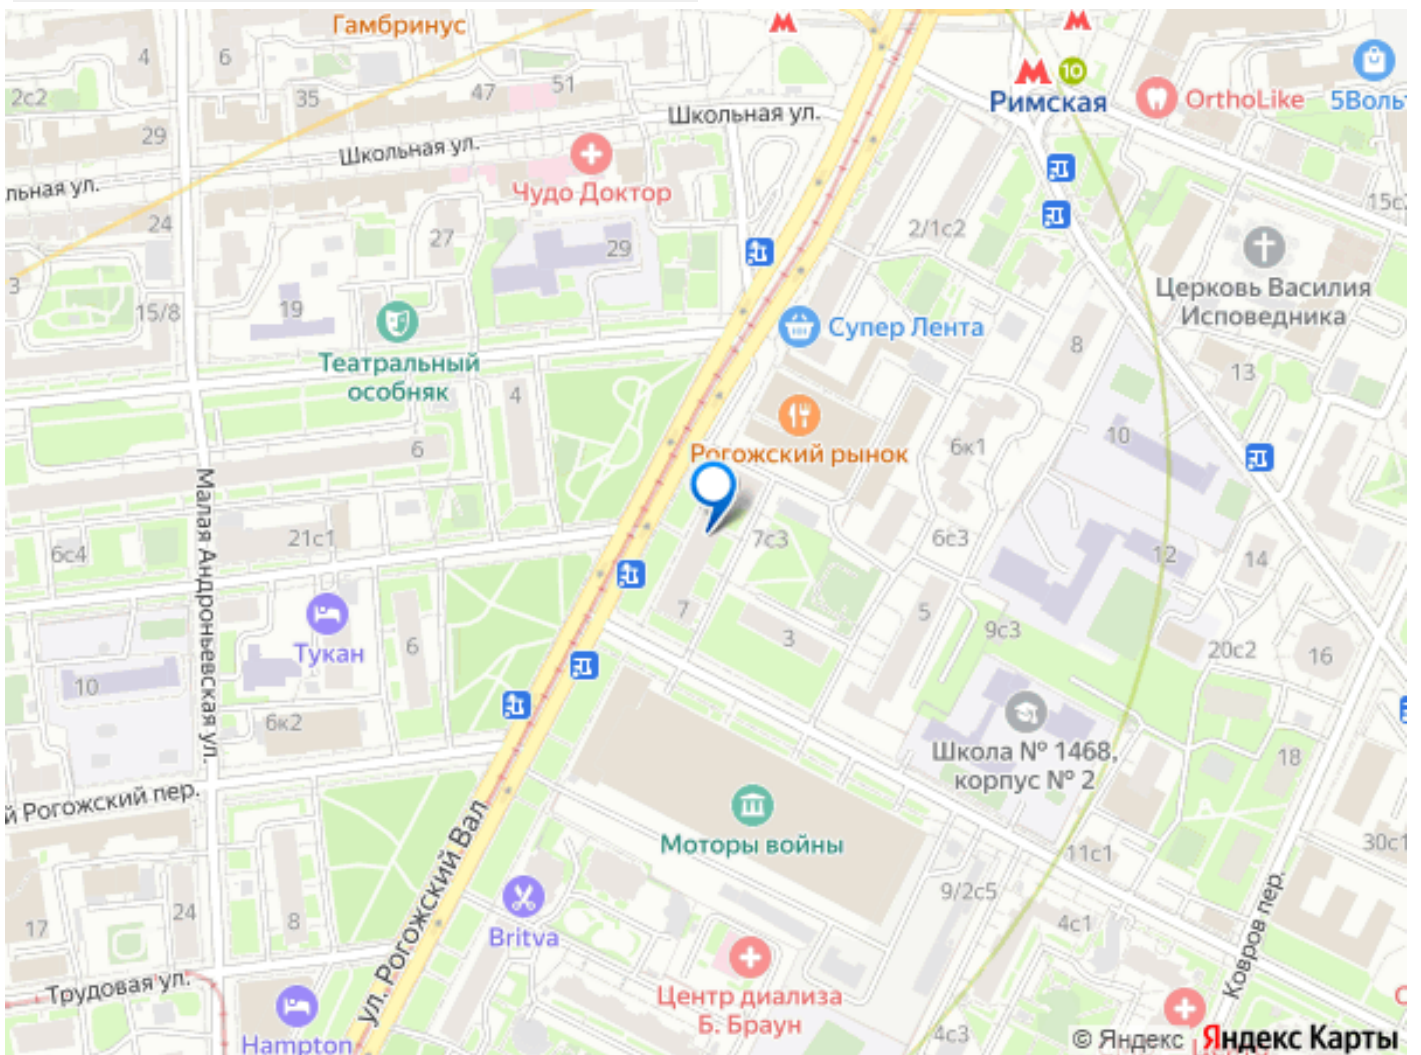 Гамбринус
4
6
51
47
35
2с2
29
10
Римская
OrthoLike
5Воль
Школьная ул.
Школьная ул.
льная ул.
Чудо Доктор
15с2
24
27
29
2/1с2
3
19
15/8
Церковь Василия
Исповедника
Супер Лента
8
Театральный
особняк
4
13
6
10
6к1
Рогожский рынок
Малая Андроньевская ул.
21с1
6с4
7с3
6с3
12
14
7
3
5
9с3
20с2
16
Тукан
6
10
6к2
Школа № 1468,
корпус № 2
18
й Рогожский пер.
ул. Рогожский Вал
Моторы войны
30с1
11с1
9/2с5
4с1
Ковров пер.
17
24
8
Britva
Трудовая ул.
Центр диализа
Б. Браун
4с3
Hampton
© Яндекс Яндекс Карты